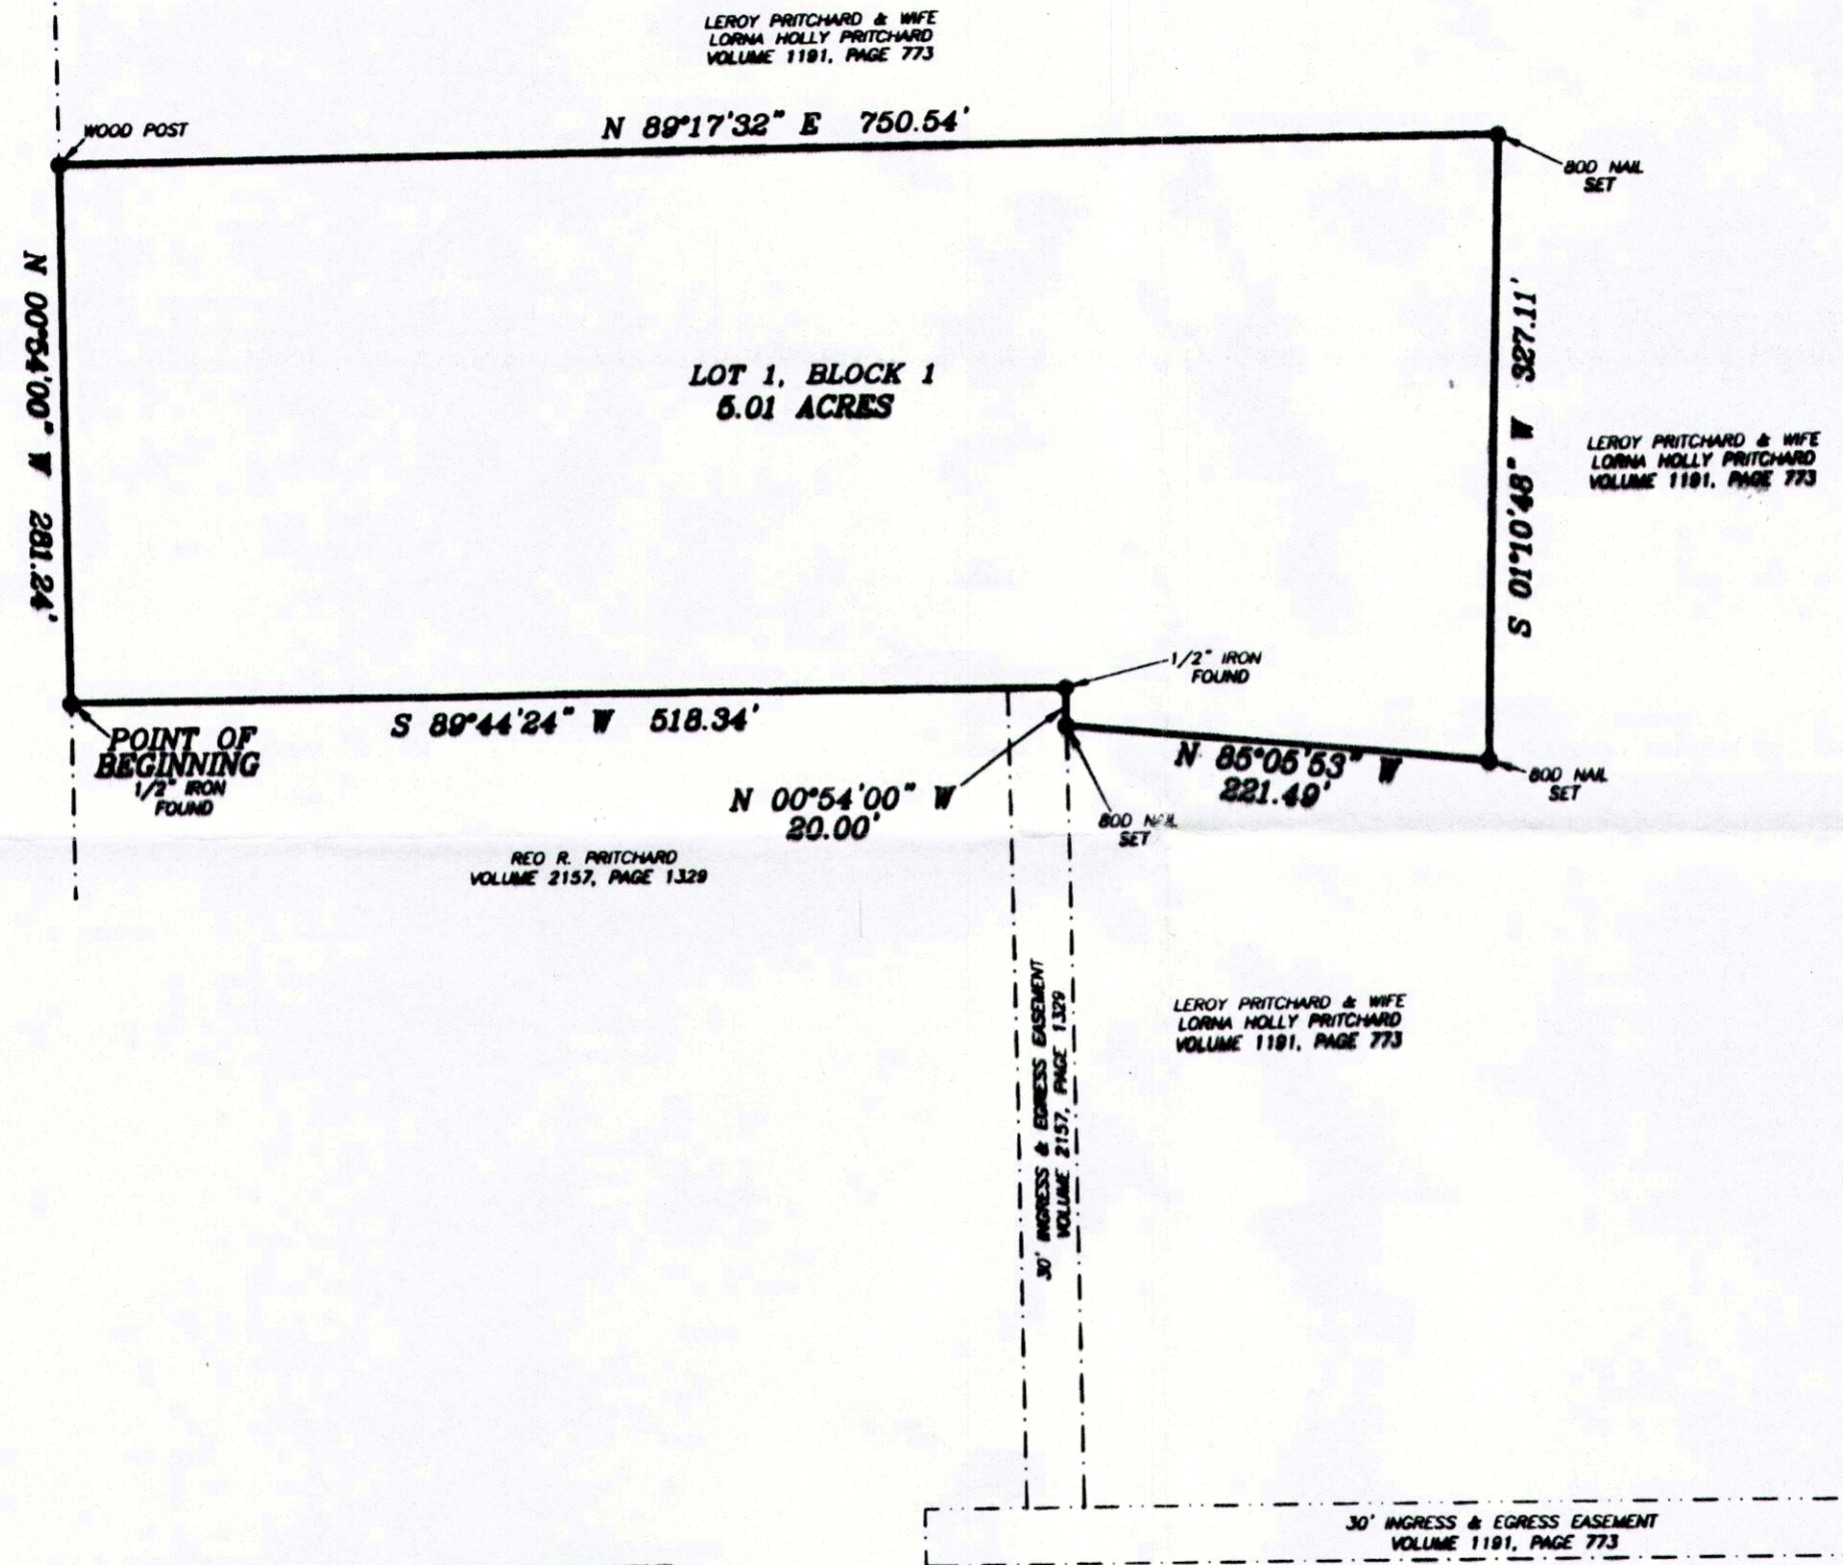 LEROY PRITCHARD & WIFE
LORNA HOLLY PRITCHARD
VOLUME 1191, PAGE 773
WOOD POST
N 89°17'32" E 750.54'
80D NAIL
SET
N 00°54'00" W 281.24'
LOT 1, BLOCK 1
5.01 ACRES
S 01°10'48" W 327.11'
LEROY PRITCHARD & WIFE
LORNA HOLLY PRITCHARD
VOLUME 1191, PAGE 773
1/2" IRON
FOUND
S 89°44'24" W 518.34'
POINT OF
BEGINNING
1/2" IRON
FOUND
N 85°05'53" W
221.49'
80D NAIL
SET
N 00°54'00" W
20.00'
80D NAIL
SET
REO R. PRITCHARD
VOLUME 2157, PAGE 1329
30' INGRESS & EGRESS EASEMENT
VOLUME 2157, PAGE 1329
LEROY PRITCHARD & WIFE
LORNA HOLLY PRITCHARD
VOLUME 1191, PAGE 773
30' INGRESS & EGRESS EASEMENT
VOLUME 1191, PAGE 773